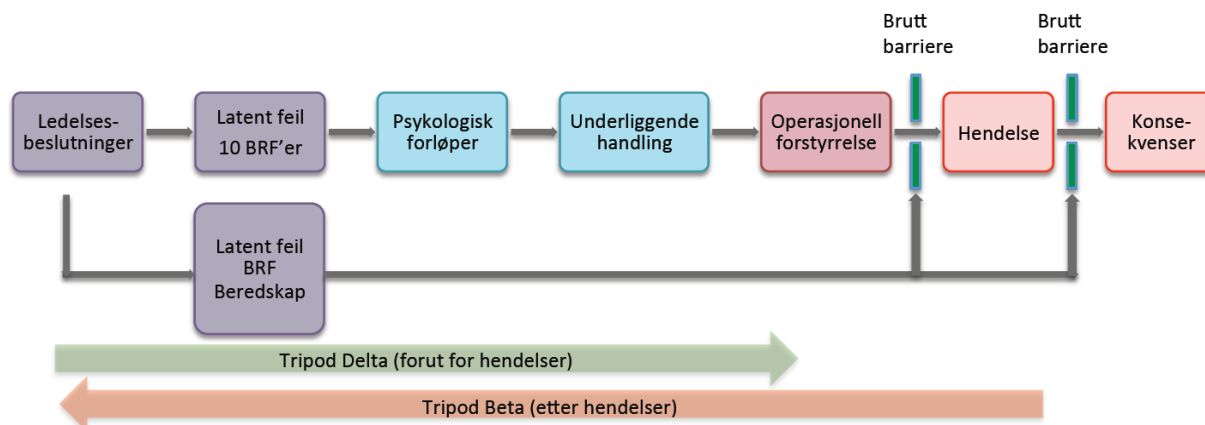 Brutt
barriere
Brutt
barriere
Ledelses-
beslutninger
Latent feil
10 BRF’er
Psykologisk
forløper
Underliggende
handling
Operasjonell
forstyrrelse
Hendelse
Konse-
kvenser
Latent feil
BRF
Beredskap
Tripod Delta (forut for hendelser)
Tripod Beta (etter hendelser)